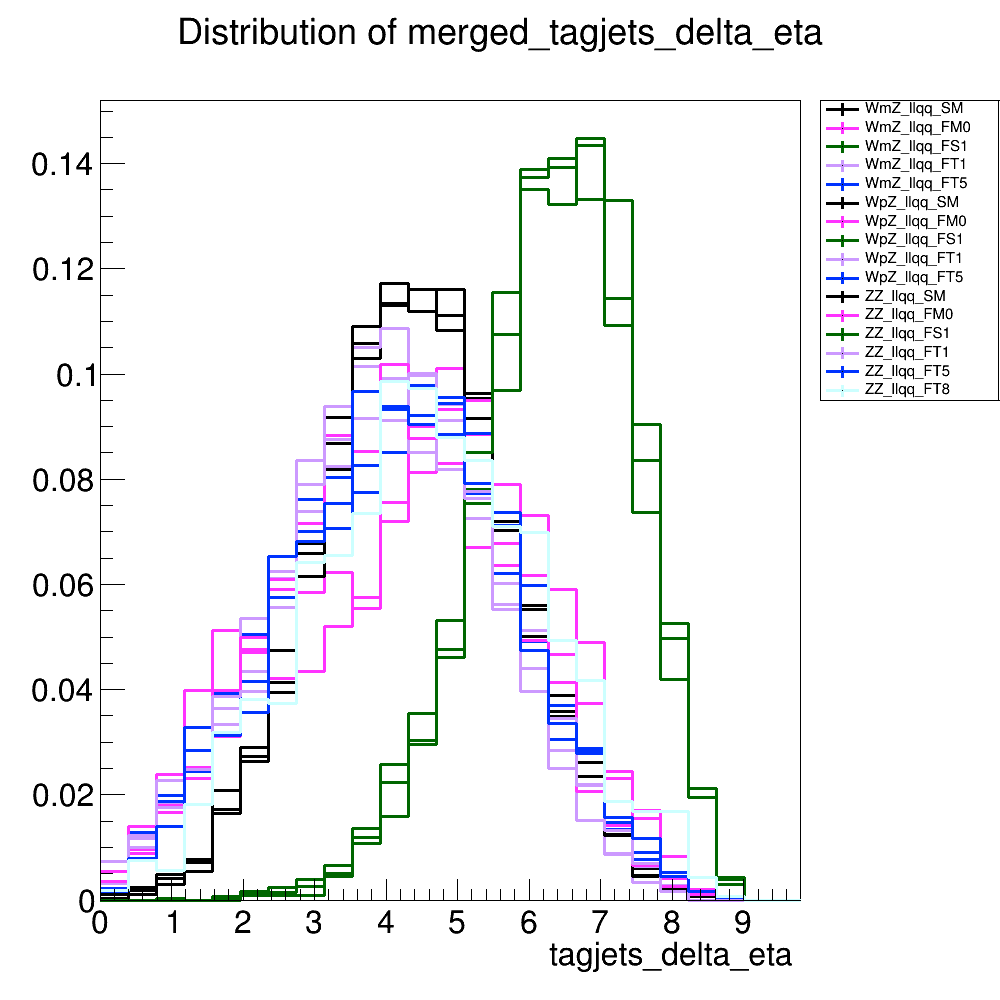 Distribution of merged_tagjets_delta_eta
WmZ_llqq_SM
WmZ_llqq_FM0
WmZ_llqq_FS1
WmZ_llqq_FT1
WmZ_llqq_FT5
WpZ_llqq_SM
WpZ_llqq_FM0
WpZ_llqq_FS1
WpZ_llqq_FT1
WpZ_llqq_FT5
ZZ_llqq_SM
ZZ_llqq_FM0
ZZ_llqq_FS1
ZZ_llqq_FT1
ZZ_llqq_FT5
ZZ_llqq_FT8
0.14
0.12
0.1
0.08
0.06
0.04
0.02
0
0 1 2 3 4 5 6 7 8 9
tagjets_delta_eta